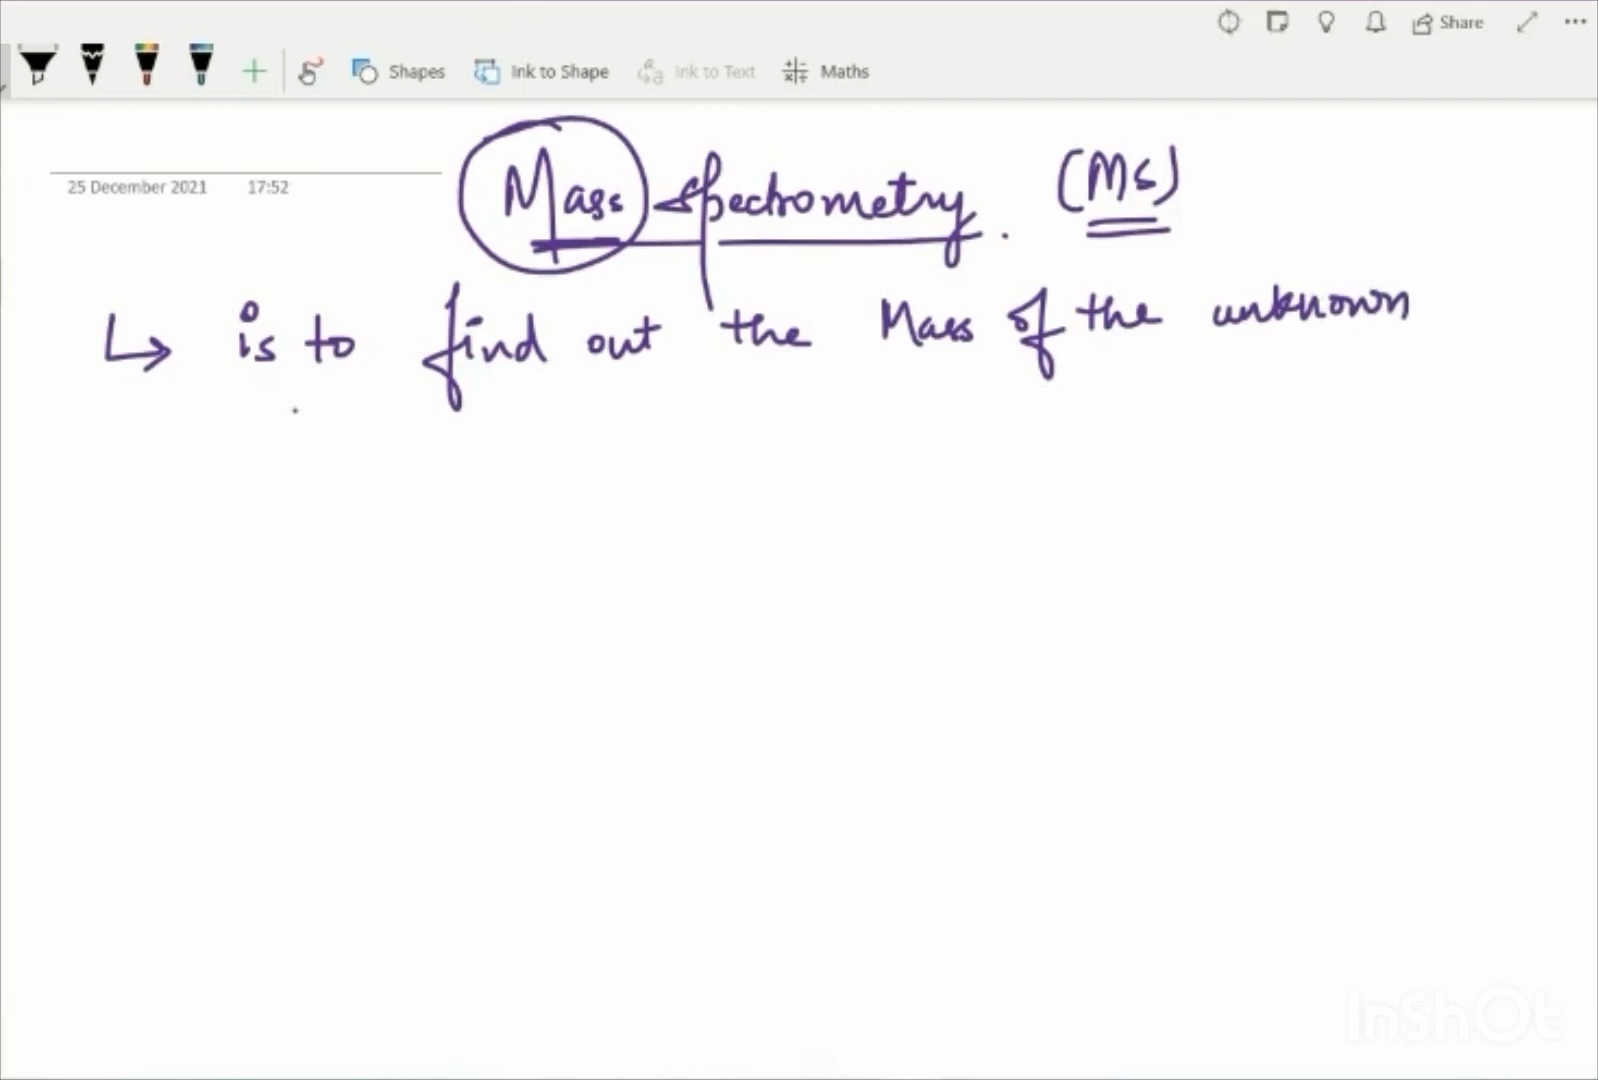 Share
Shapes
Ink to Shape
Ink to Text
Maths
25 December 2021 17:52
Mass spectrometry. (MS)
↳ is to find out the Mass of the unknown
InShOt